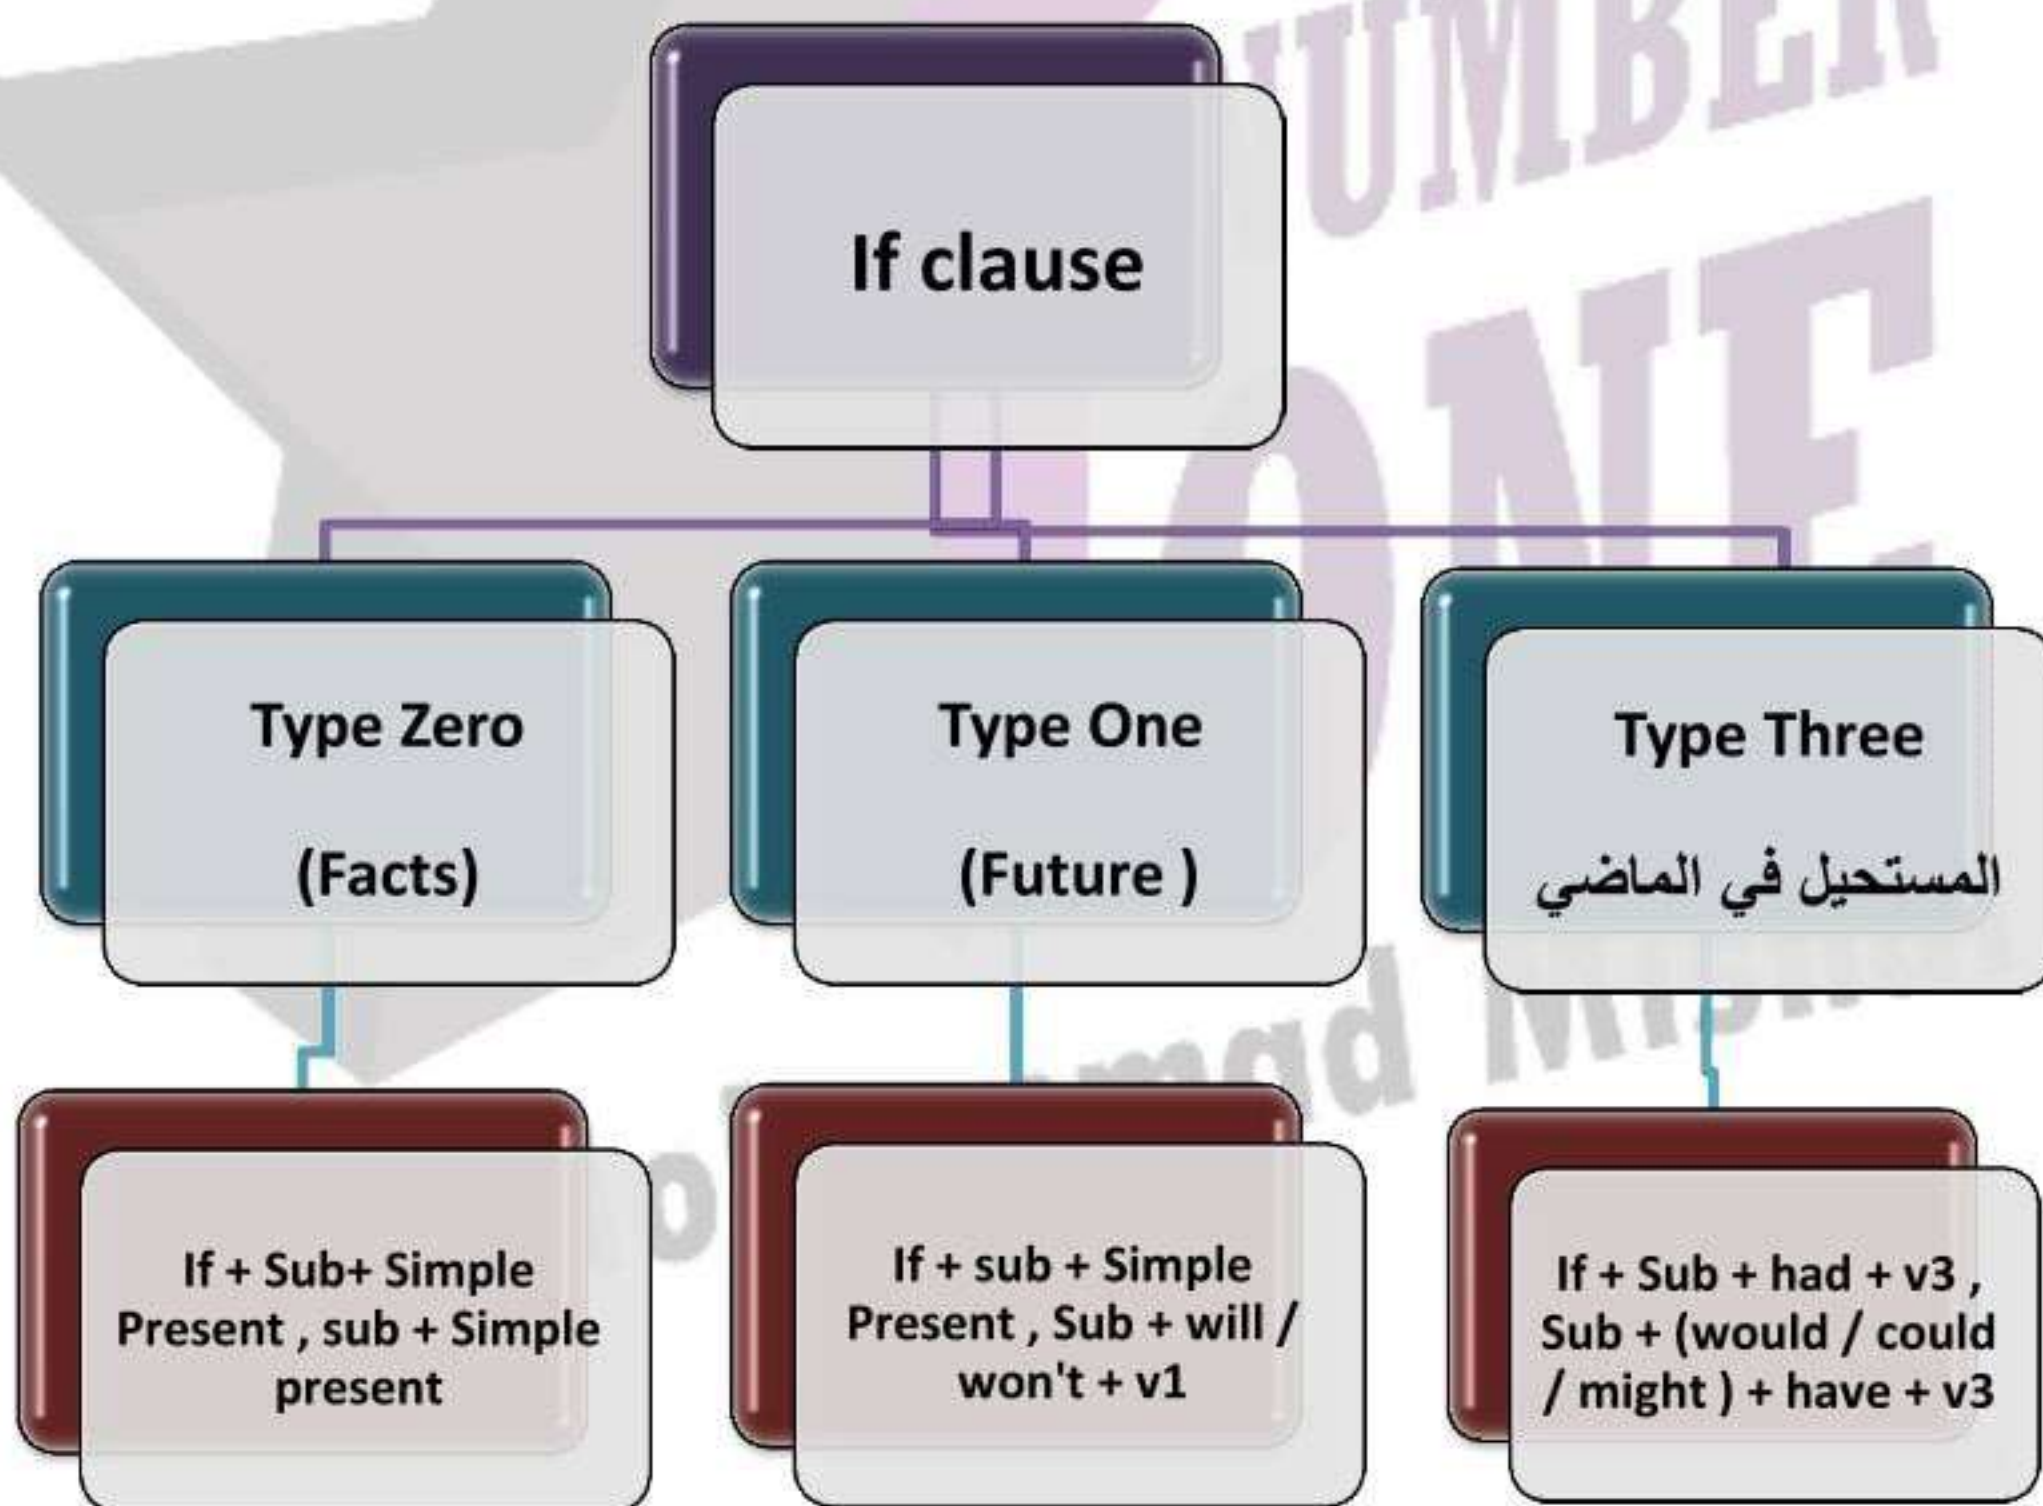 NUMBER
ONE
If clause
Type Zero
(Facts)
Type One
(Future )
Type Three
المستحيل في الماضي
If + Sub+ Simple
Present , sub + Simple
present
If + sub + Simple
Present , Sub + will /
won't + v1
If + Sub + had + v3 ,
Sub + (would / could
/ might ) + have + v3